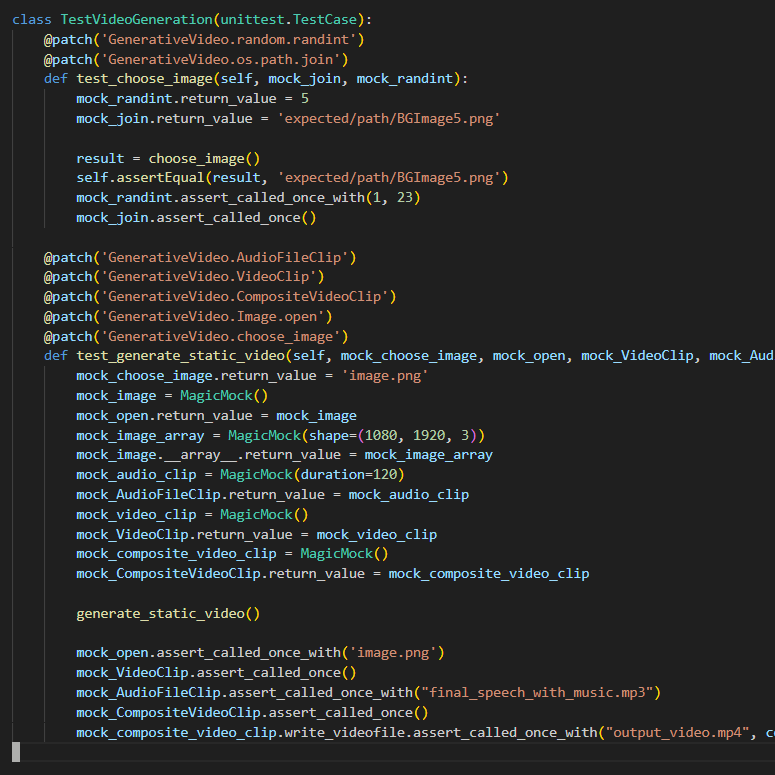 class TestVideoGeneration(unittest.TestCase):
    @patch('GenerativeVideo.random.randint')
    @patch('GenerativeVideo.os.path.join')
    def test_choose_image(self, mock_join, mock_randint):
        mock_randint.return_value = 5
        mock_join.return_value = 'expected/path/BGImage5.png'

        result = choose_image()
        self.assertEqual(result, 'expected/path/BGImage5.png')
        mock_randint.assert_called_once_with(1, 23)
        mock_join.assert_called_once()

    @patch('GenerativeVideo.AudioFileClip')
    @patch('GenerativeVideo.VideoClip')
    @patch('GenerativeVideo.CompositeVideoClip')
    @patch('GenerativeVideo.Image.open')
    @patch('GenerativeVideo.choose_image')
    def test_generate_static_video(self, mock_choose_image, mock_open, mock_VideoClip, mock_Aud
        mock_choose_image.return_value = 'image.png'
        mock_image = MagicMock()
        mock_open.return_value = mock_image
        mock_image_array = MagicMock(shape=(1080, 1920, 3))
        mock_image.__array__.return_value = mock_image_array
        mock_audio_clip = MagicMock(duration=120)
        mock_AudioFileClip.return_value = mock_audio_clip
        mock_video_clip = MagicMock()
        mock_VideoClip.return_value = mock_video_clip
        mock_composite_video_clip = MagicMock()
        mock_CompositeVideoClip.return_value = mock_composite_video_clip

        generate_static_video()

        mock_open.assert_called_once_with('image.png')
        mock_VideoClip.assert_called_once()
        mock_AudioFileClip.assert_called_once_with("final_speech_with_music.mp3")
        mock_CompositeVideoClip.assert_called_once()
        mock_composite_video_clip.write_videofile.assert_called_once_with("output_video.mp4",